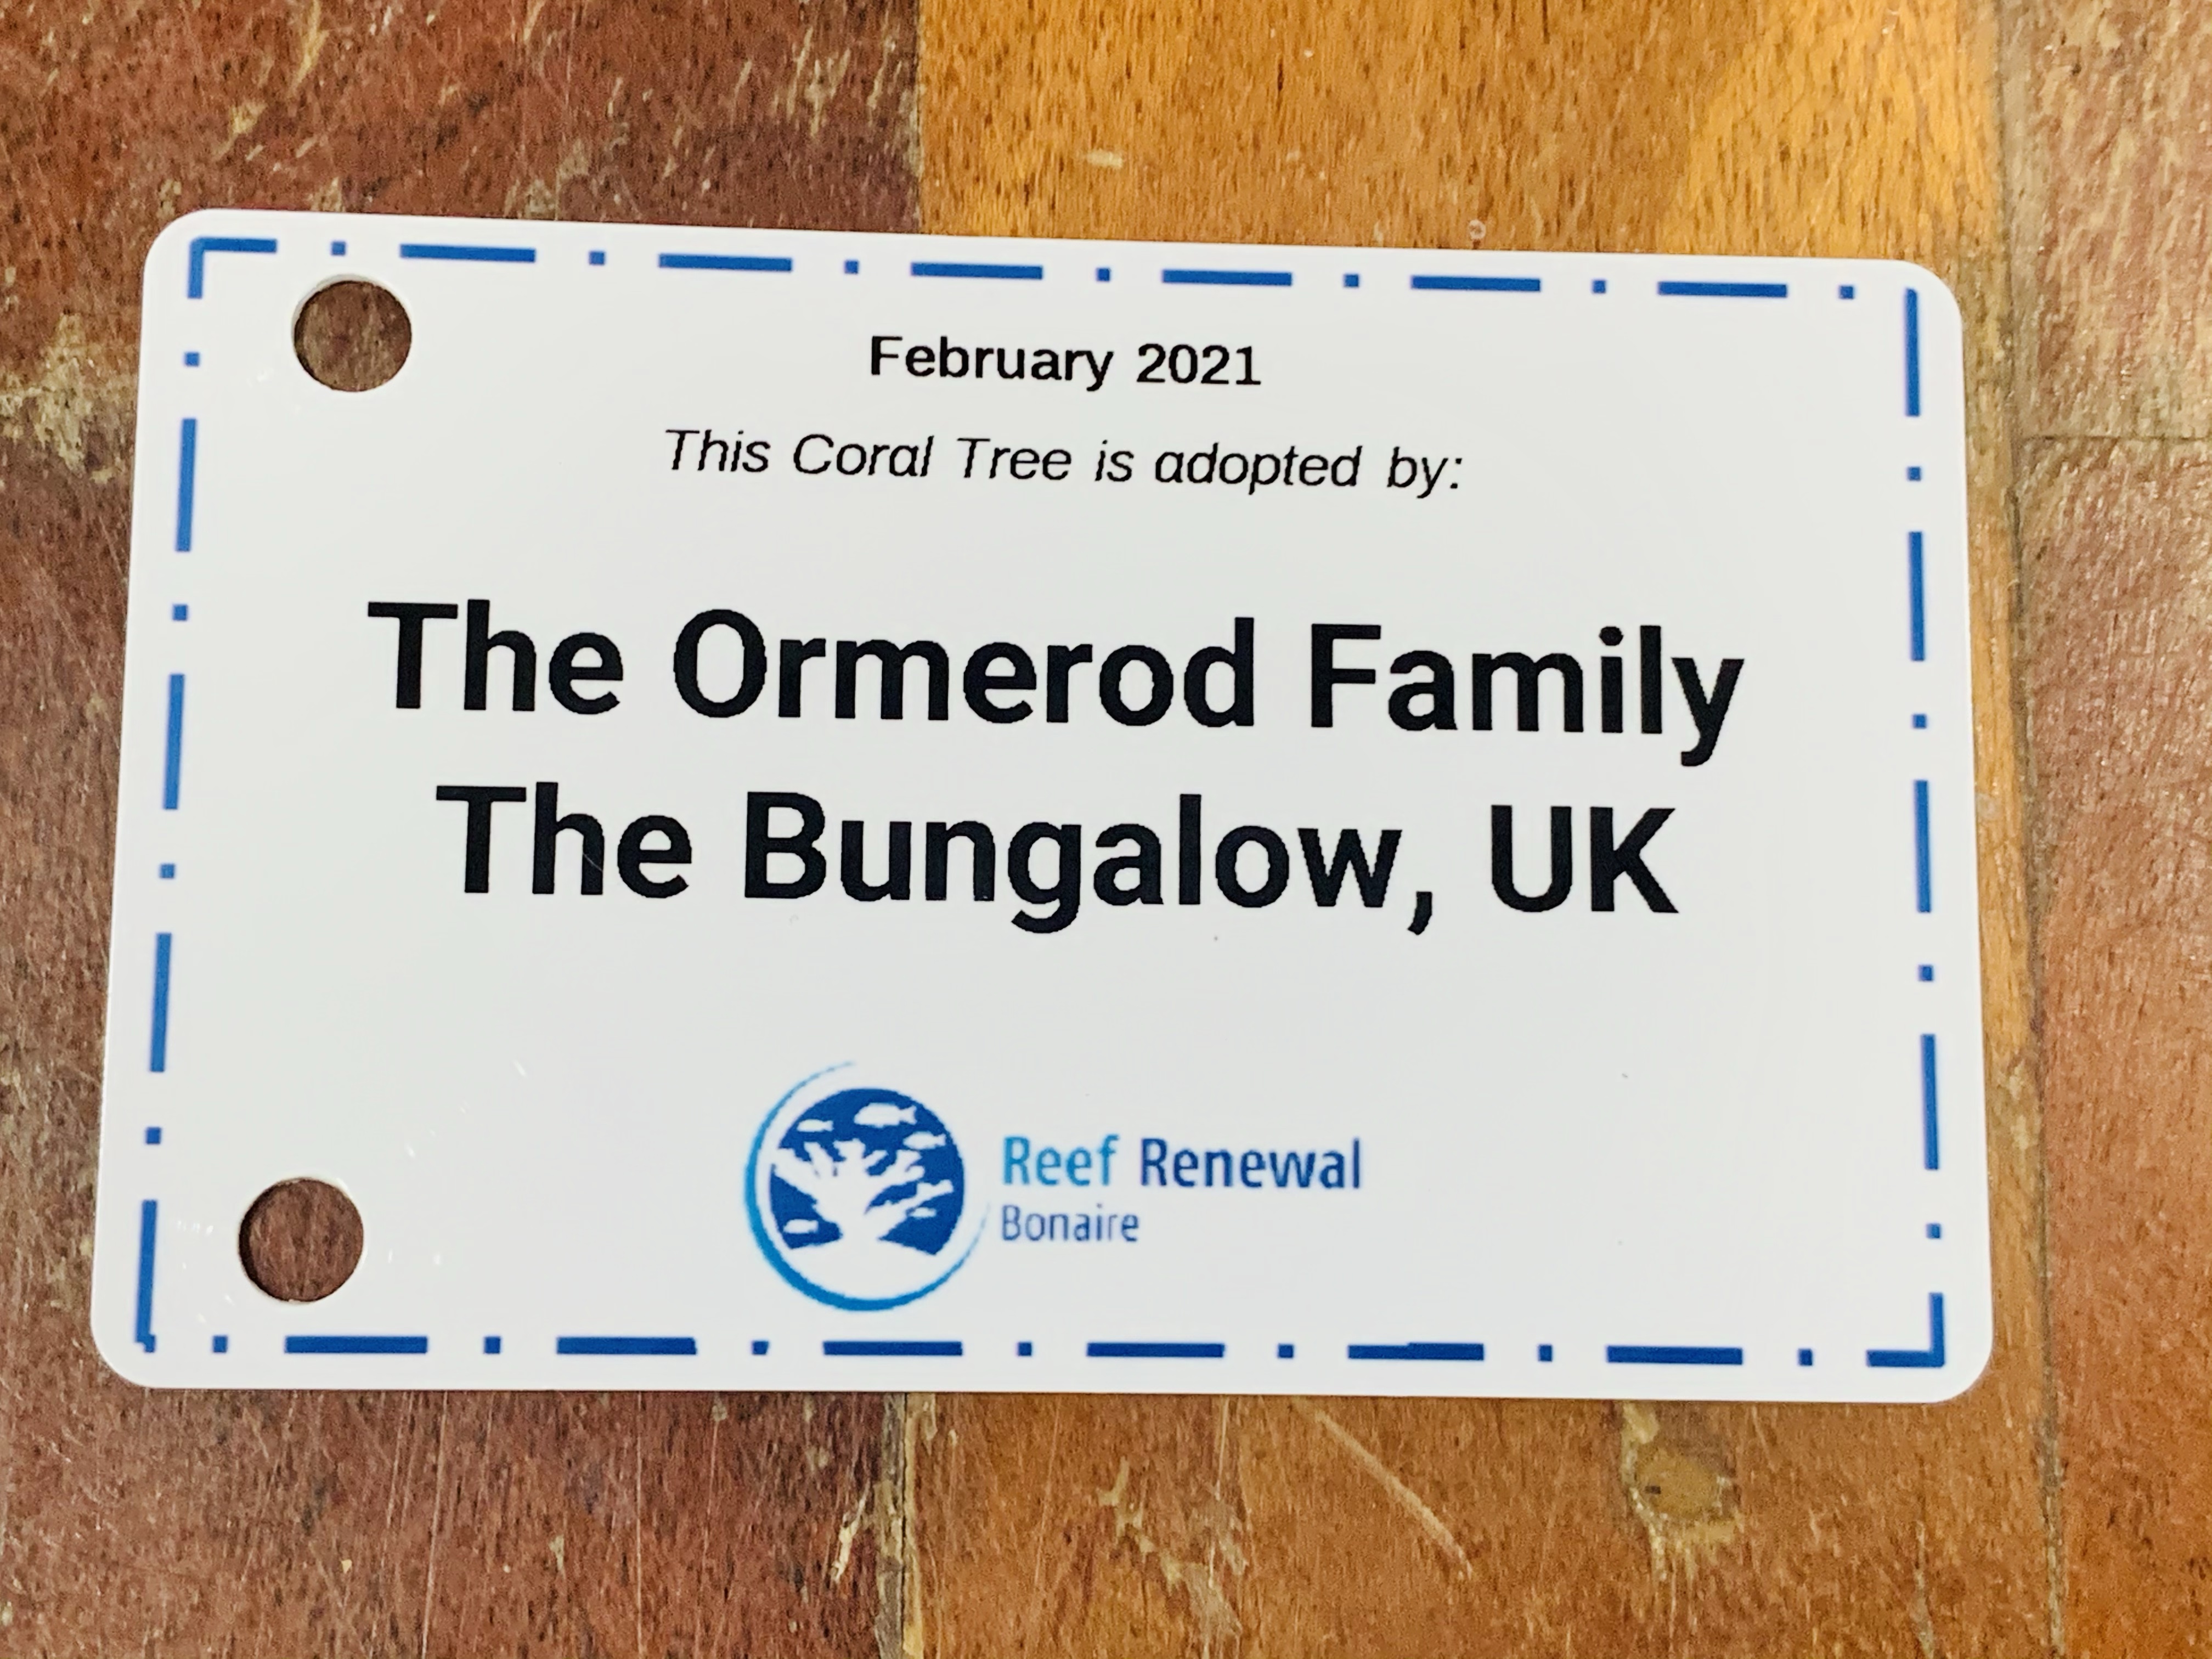 February 2021
This Coral Tree is adopted by:
The Ormerod Family
The Bungalow, UK
Reef Renewal
Bonaire